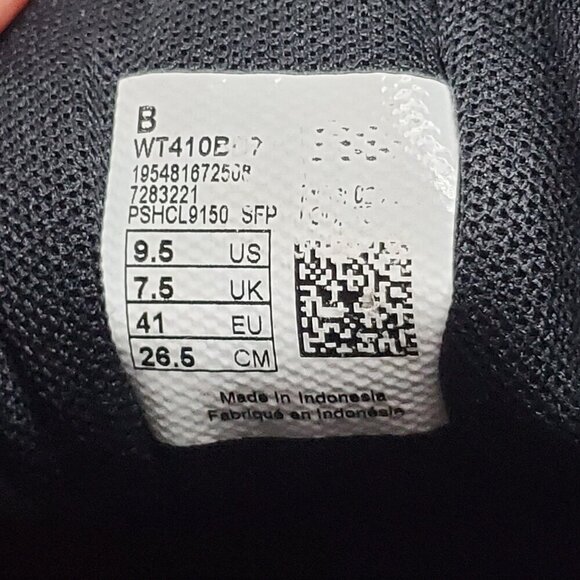 B
195481672508
7283221
PSHCL9150 SFP
9.5 US
7.5 UK
41 EU
26.5 CM
Made in Indonesia
Fabriqué en Indonésie